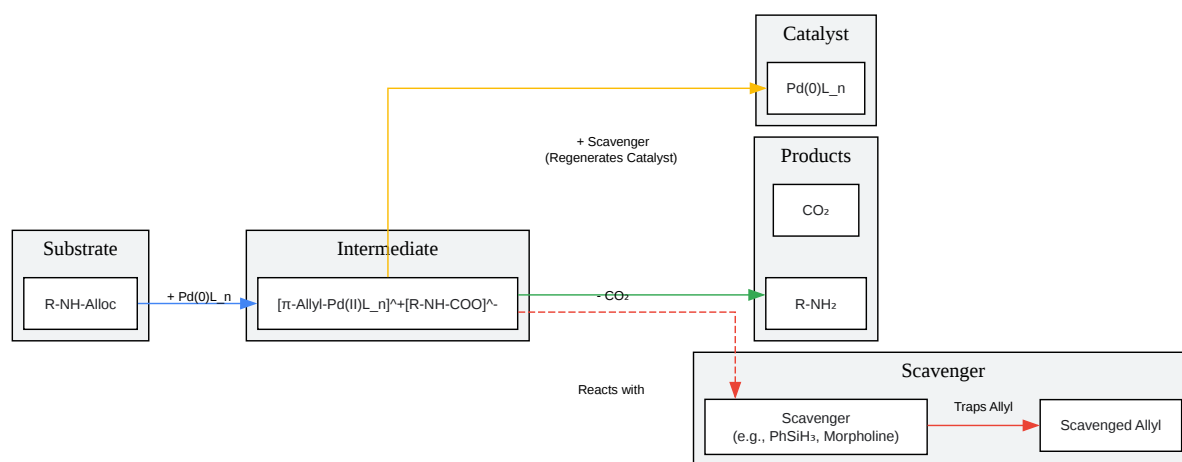 Catalyst
Pd(0)L_n
+ Scavenger
(Regenerates Catalyst)
Products
CO₂
Substrate
Intermediate
R-NH-Alloc
+ Pd(0)L_n
[π-Allyl-Pd(II)L_n]^+[R-NH-COO]^-
- CO₂
R-NH₂
Scavenger
Reacts with
Scavenger
(e.g., PhSiH₃, Morpholine)
Traps Allyl
Scavenged Allyl